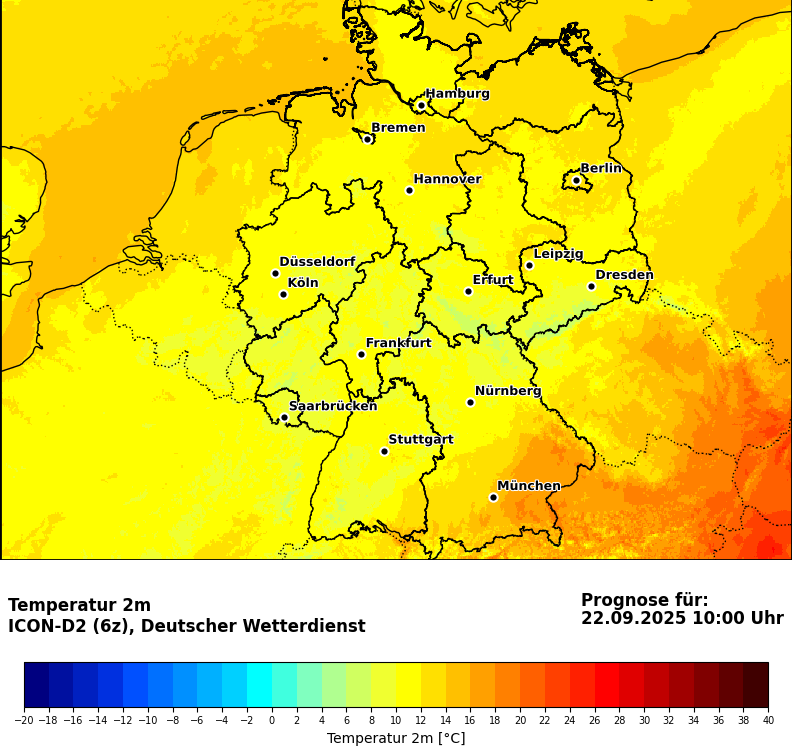 Hamburg
Bremen
Berlin
Hannover
Leipzig
Düsseldorf
Dresden
Köln
Erfurt
Frankfurt
Nürnberg
Saarbrücken
Stuttgart
München
Temperatur 2m
ICON-D2 (6z), Deutscher Wetterdienst
Prognose für:
22.09.2025 10:00 Uhr
−20 −18 −16 −14 −12 −10 −8 −6 −4 −2 0 2 4 6 8 10 12 14 16 18 20 22 24 26 28 30 32 34 36 38 40
Temperatur 2m [°C]